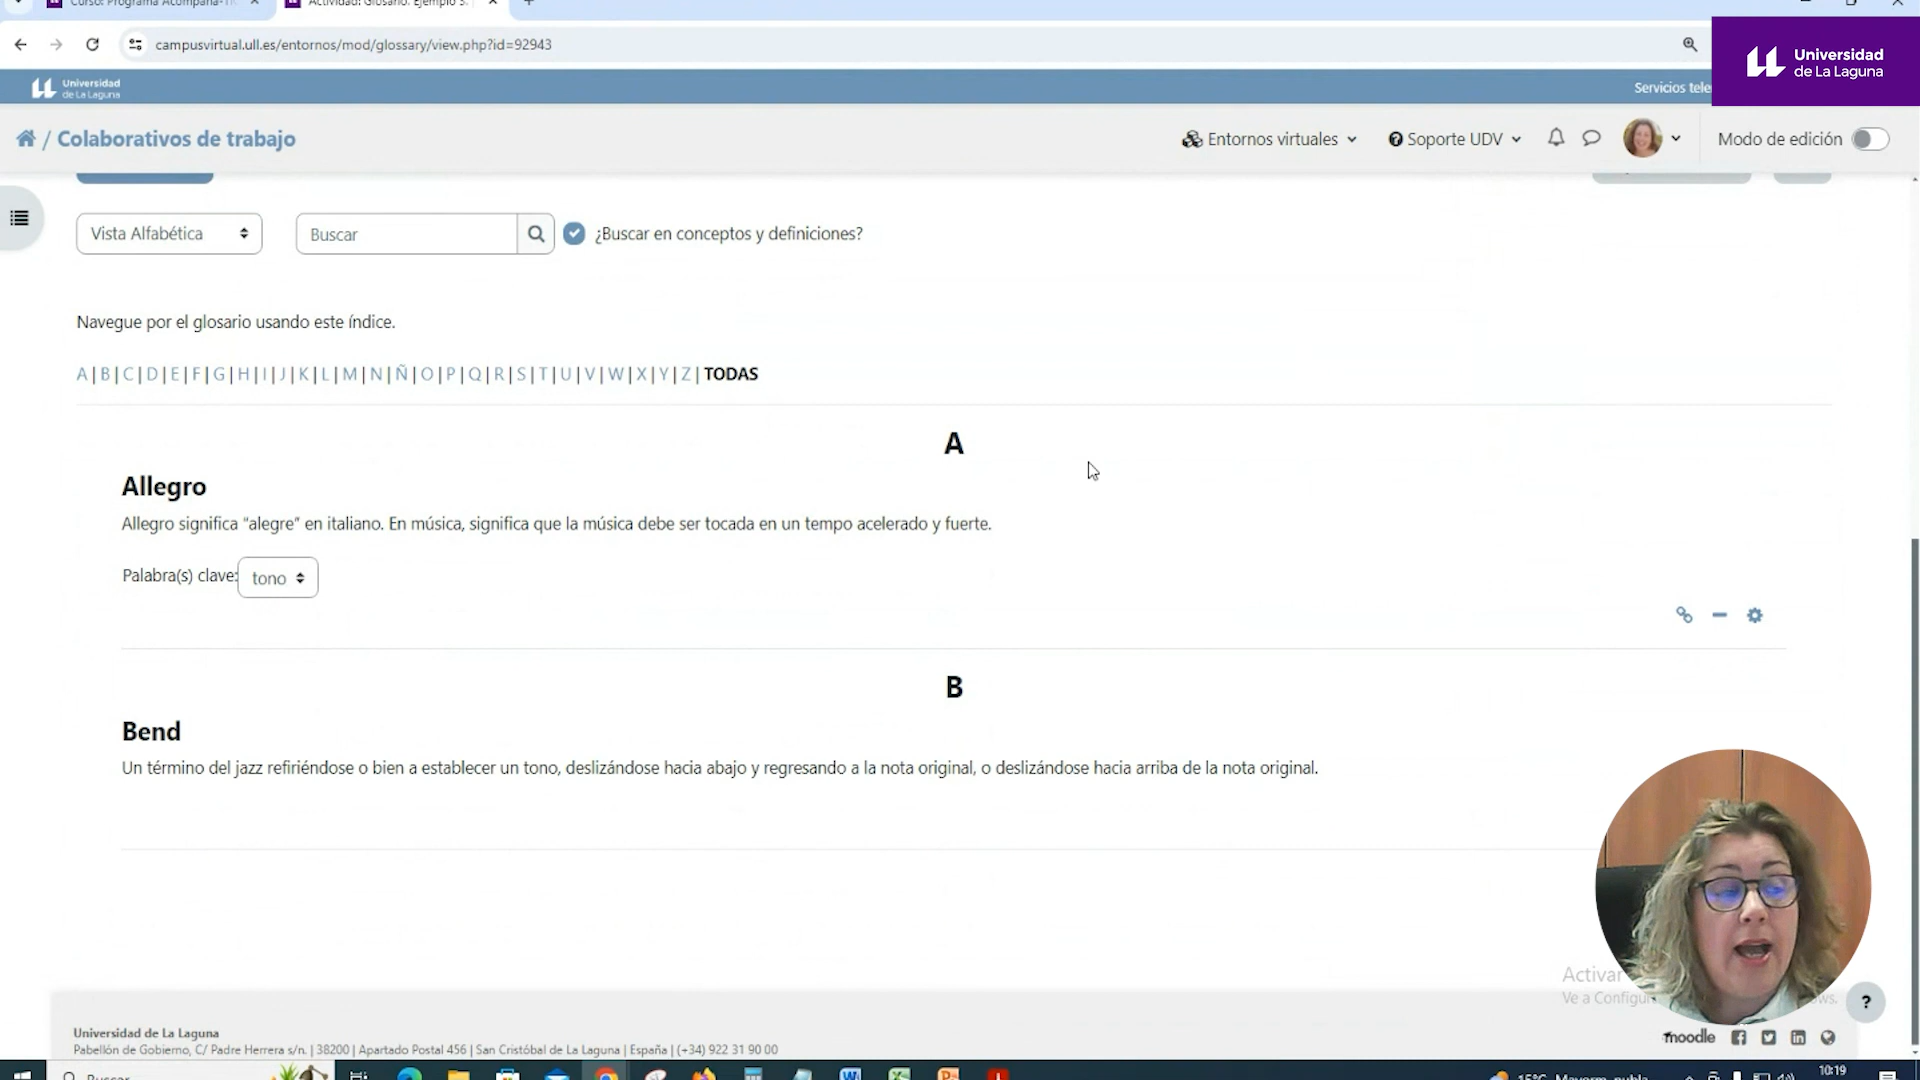 campusvirtual.ull.es/entornos/mod/glossary/view.php?id=92943
Universidad
de La Laguna
Universidad
de La Laguna
Servicios tele
/ Colaborativos de trabajo
Entornos virtuales
Soporte UDV
Modo de edición
Vista Alfabética
Buscar
¿Buscar en conceptos y definiciones?
Navegue por el glosario usando este índice.
A | B | C | D | E | F | G | H | I | J | K | L | M | N | Ñ | O | P | Q | R | S | T | U | V | W | X | Y | Z | TODAS
A
Allegro
Allegro significa "alegre" en italiano. En música, significa que la música debe ser tocada en un tempo acelerado y fuerte.
Palabra(s) clave: tono
B
Bend
Un término del jazz refiriéndose o bien a establecer un tono, deslizándose hacia abajo y regresando a la nota original, o deslizándose hacia arriba de la nota original.
Activar
Ve a
?
Universidad de La Laguna
Pabellón de Gobierno, C/ Padre Herrera s/n. | 38200 | Apartado Postal 456 | San Cristóbal de La Laguna | España | (+34) 922 31 90 00
moodle
10:19